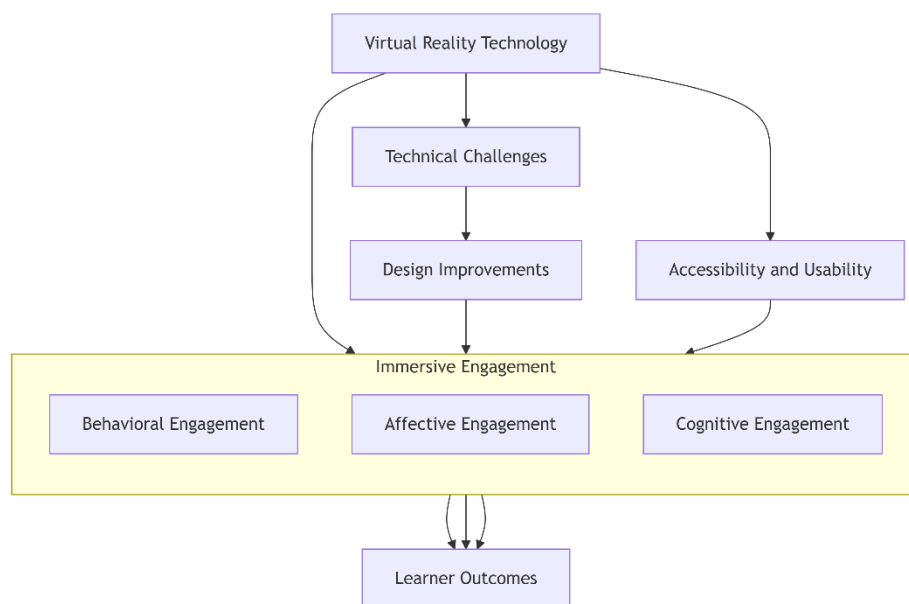 Virtual Reality Technology
Technical Challenges
Design Improvements
Accessibility and Usability
Immersive Engagement
Behavioral Engagement
Affective Engagement
Cognitive Engagement
Learner Outcomes